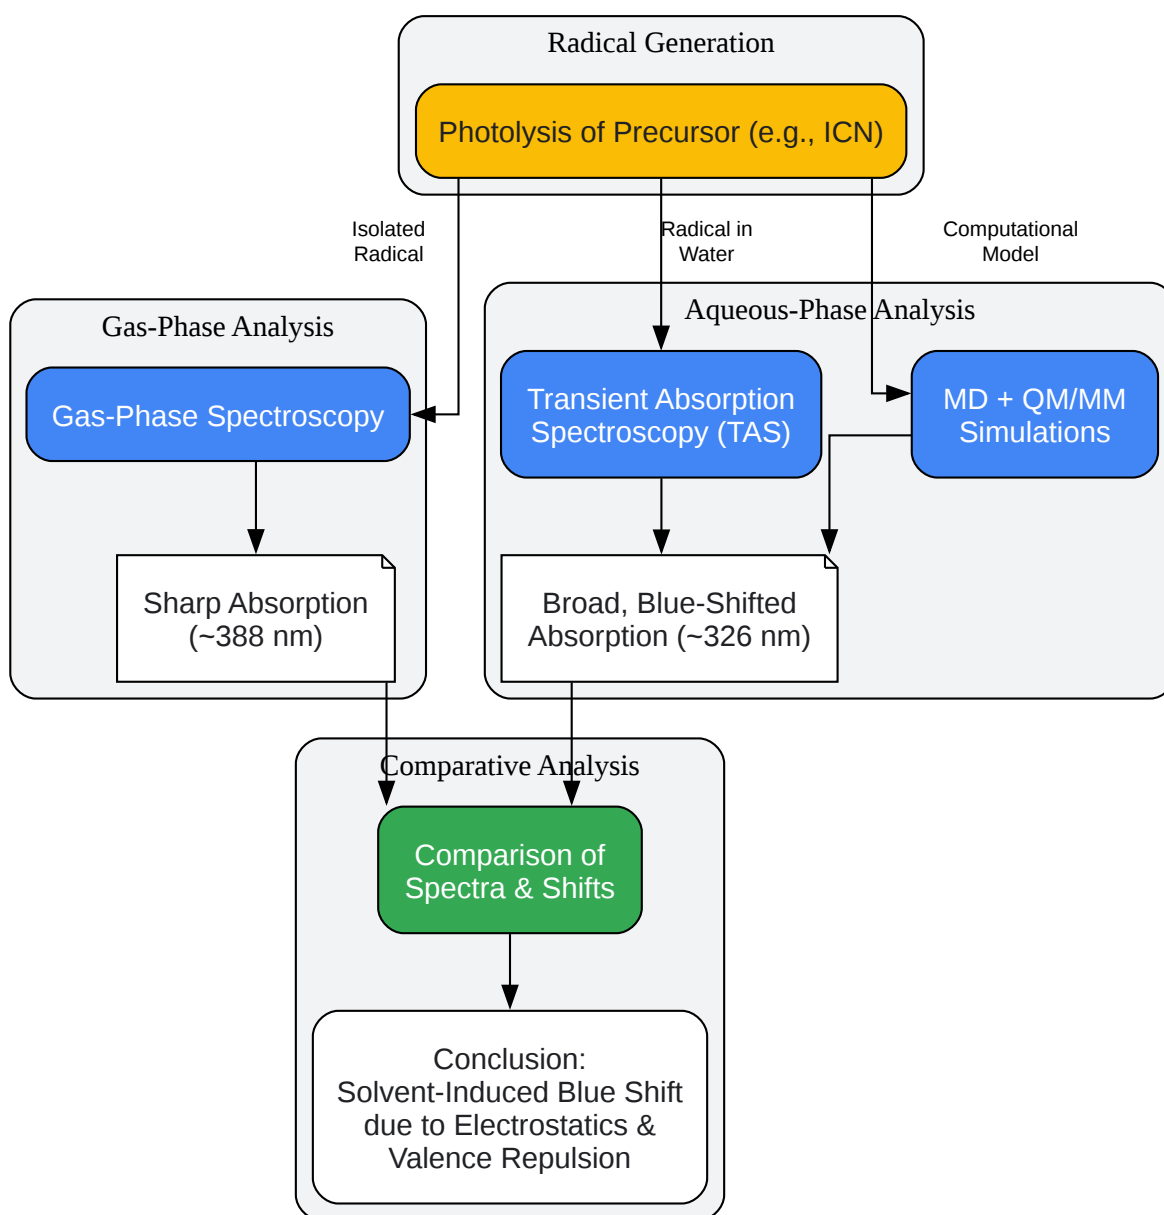 Radical Generation
Photolysis of Precursor (e.g., ICN)
Isolated
Radical
Radical in
Water
Computational
Model
Gas-Phase Analysis
Gas-Phase Spectroscopy
Sharp Absorption
(~388 nm)
Aqueous-Phase Analysis
Transient Absorption
Spectroscopy (TAS)
MD + QM/MM
Simulations
Broad, Blue-Shifted
Absorption (~326 nm)
Comparative Analysis
Comparison of
Spectra & Shifts
Conclusion:
Solvent-Induced Blue Shift
due to Electrostatics &
Valence Repulsion